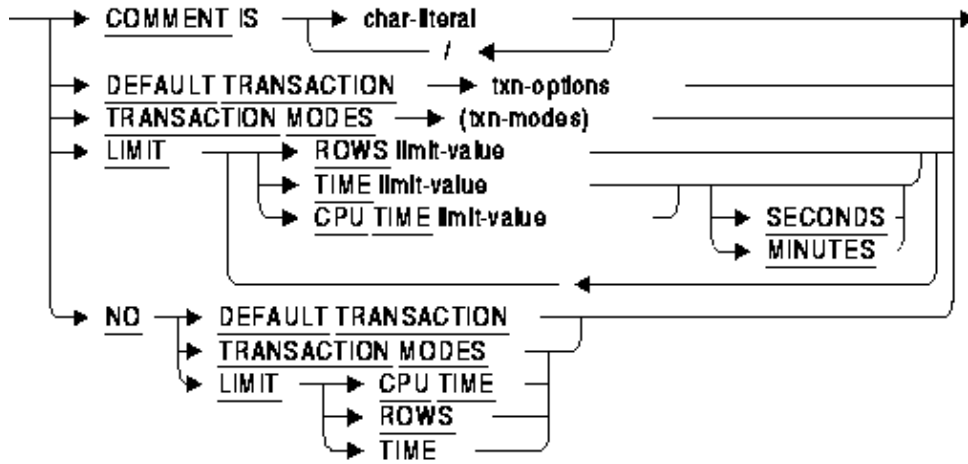 COMMENT IS char-literal
/
DEFAULT TRANSACTION txn-options
TRANSACTION MODES (txn-modes)
LIMIT ROWS limit-value
TIME limit-value
CPU TIME limit-value SECONDS
MINUTES
NO DEFAULT TRANSACTION
TRANSACTION MODES
LIMIT CPU TIME
ROWS
TIME